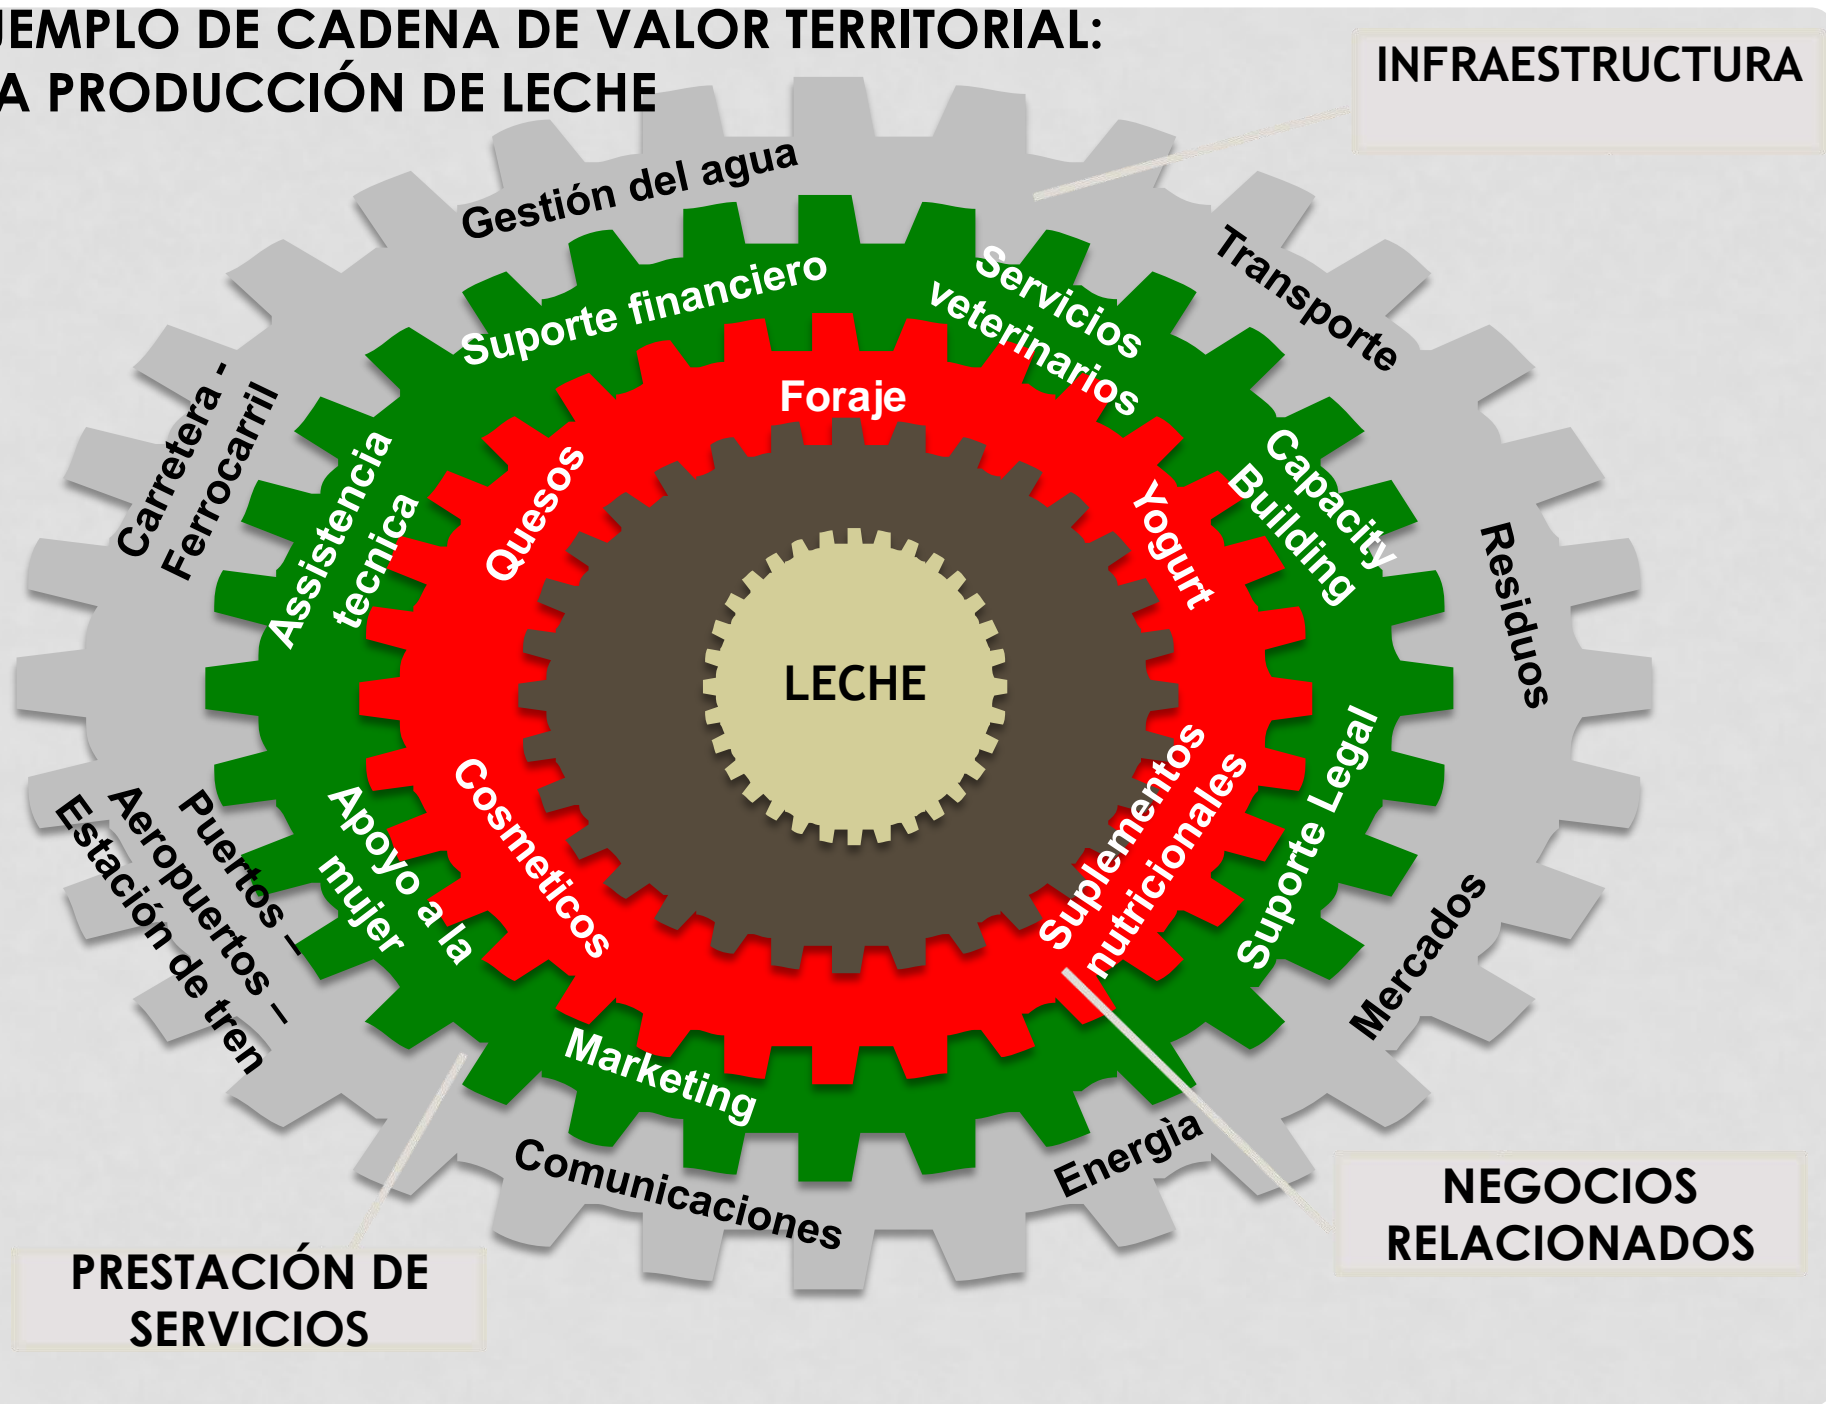 JEMPLO DE CADENA DE VALOR TERRITORIAL:
A PRODUCCIÓN DE LECHE
INFRAESTRUCTURA
Gestión del agua
Transporte
Suporte financiero
Servicios
veterinarios
Carretera -
Ferrocarril
Foraje
Assistencia
tecnica
Quesos
Yogurt
Capacity
Building
Residuos
LECHE
Puertos –
Aeropuertos –
Estación de tren
Apoyo a la
mujer
Cosmeticos
Suplementos
nutricionales
Suporte Legal
Mercados
Marketing
Comunicaciones
Energìa
NEGOCIOS
RELACIONADOS
PRESTACIÓN DE
SERVICIOS